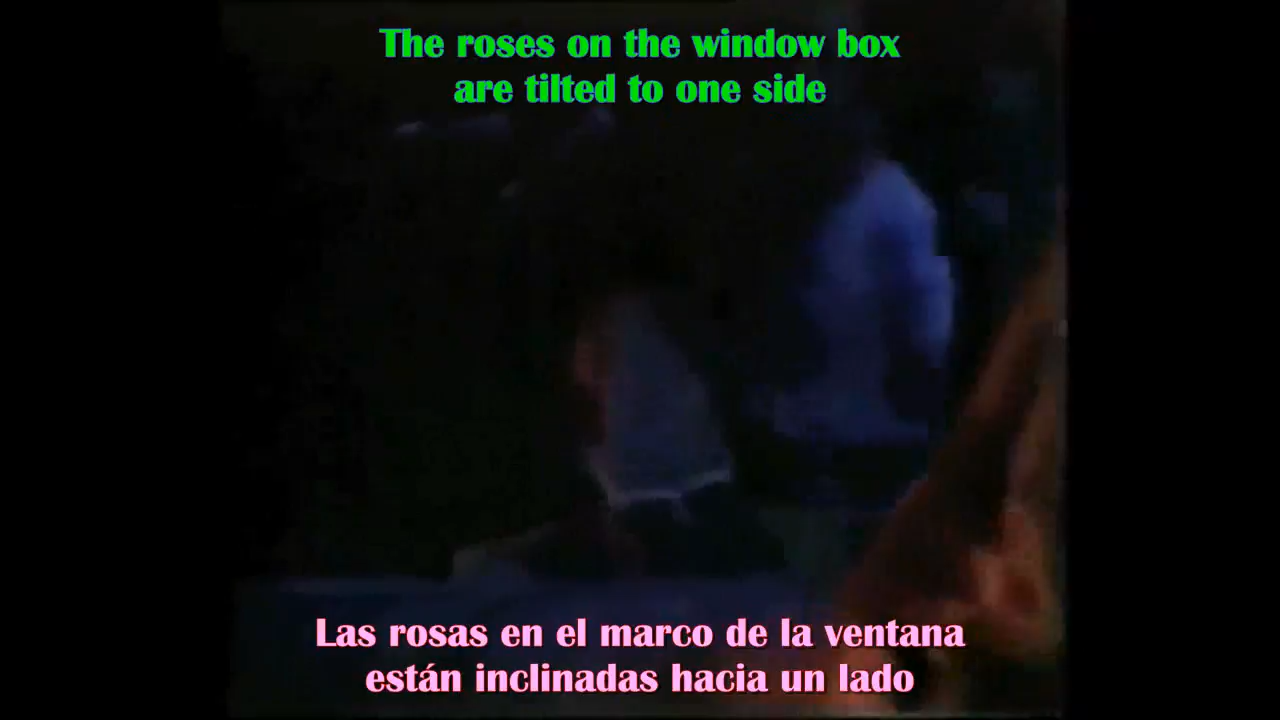 The roses on the window box
are tilted to one side
Las rosas en el marco de la ventana
están inclinadas hacia un lado